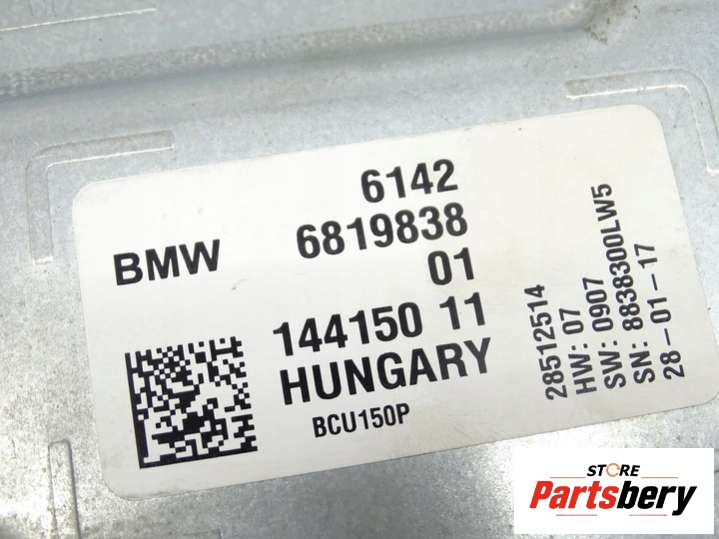 6142
BMW 6819838
01
144150 11
HUNGARY
BCU150P
28512514
HW: 07
SW: 0907
SN: 8838300LW5
28-01-17
STORE
Partsbery